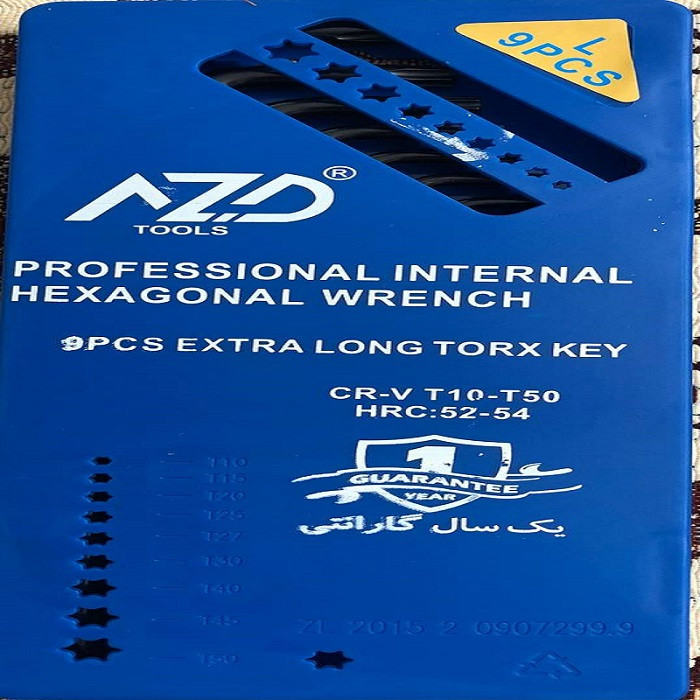 L
9PCS
AZD®
TOOLS
PROFESSIONAL INTERNAL
HEXAGONAL WRENCH
9PCS EXTRA LONG TORX KEY
CR-V T10-T50
HRC:52-54
1
GUARANTEE
YEAR
یک سال گارانتی
T10
T15
T20
T25
T27
T30
T40
T45
T50
ZL 2015 2 0907299.9